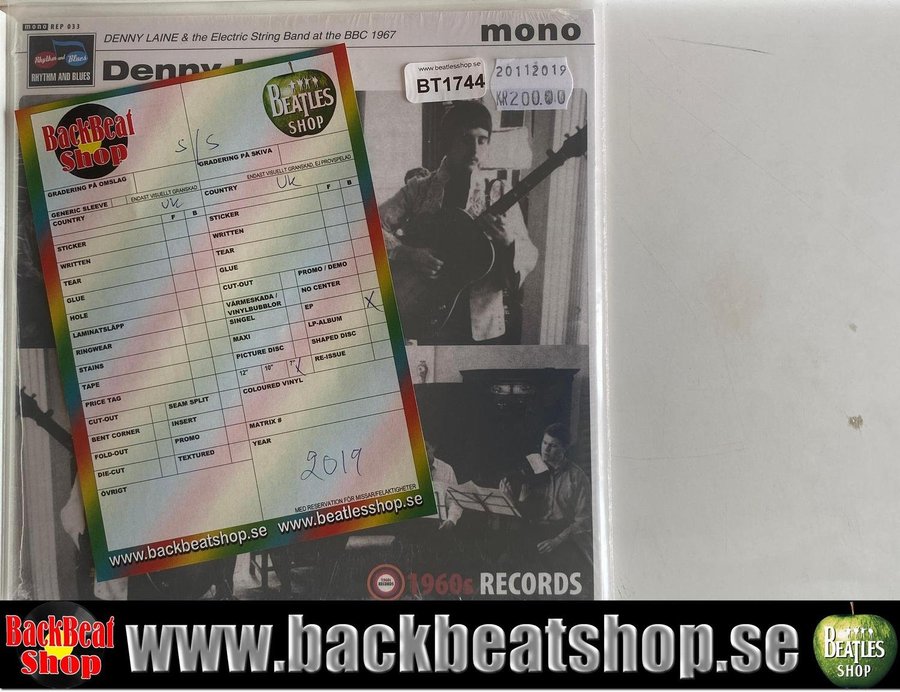 mono REP 033
DENNY LAINE & the Electric String Band at the BBC 1967
mono
Rhythm and Blues
RHYTHM AND BLUES
Denny L
www.beatlesshop.se
BT1744
20112019
KR200.00
BackBeat
Shop
BEATLES
SHOP
S/S
GRADERING PÅ OMSLAG
GRADERING PÅ SKIVA
ENDAST VISUELLT GRANSKAD
ENDAST VISUELLT GRANSKAD, EJ PROVSPELAD
GENERIC SLEEVE
COUNTRY
UK
F B
COUNTRY
UK
F B
STICKER
WRITTEN
TEAR
GLUE
HOLE
LAMINATSLÄPP
RINGWEAR
STAINS
TAPE
PRICE TAG
CUT-OUT
BENT CORNER
FOLD-OUT
DIE-CUT
ÖVRIGT
SEAM SPLIT
INSERT
PROMO
TEXTURED
STICKER
WRITTEN
TEAR
GLUE
CUT-OUT
VÄRMESKADA /
VINYLBUBBLOR
SINGEL
MAXI
PICTURE DISC
12" 10" 7" X
PROMO / DEMO
NO CENTER
EP X
LP-ALBUM
SHAPED DISC
RE-ISSUE
COLOURED VINYL
MATRIX #
YEAR
2019
MED RESERVATION FÖR MISSAR/FELAKTIGHETER
www.backbeatshop.se www.beatlesshop.se
1960s RECORDS
BackBeat
Shop
www.backbeatshop.se
BEATLES
SHOP